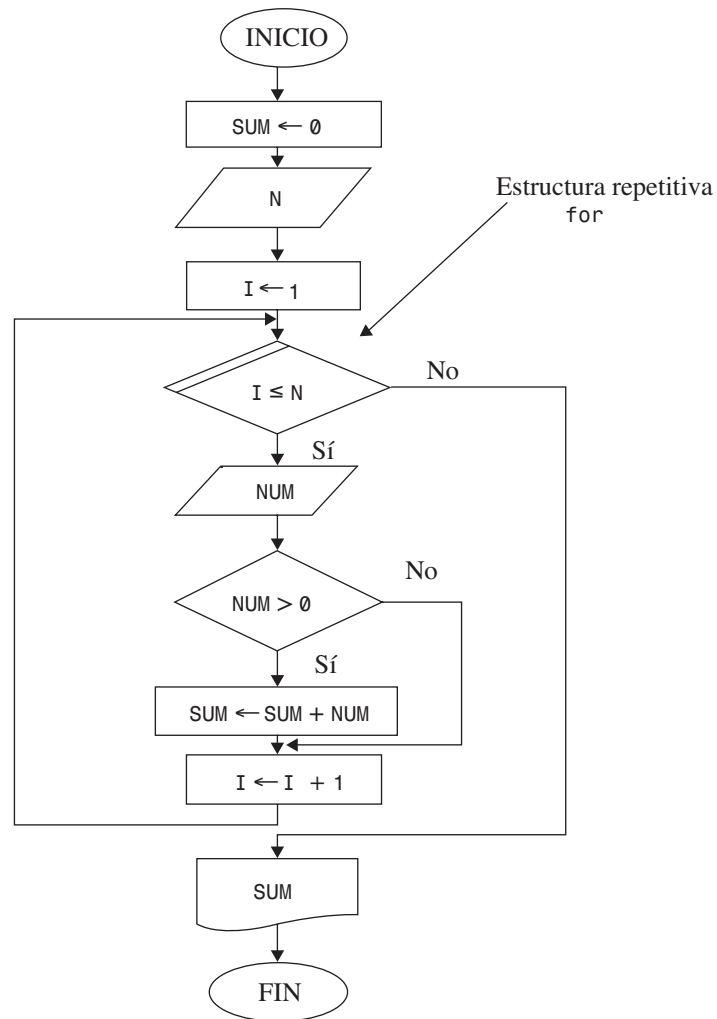 INICIO
SUM ← 0
N
Estructura repetitiva
for
I ← 1
I ≤ N
No
Sí
NUM
NUM > 0
No
Sí
SUM ← SUM + NUM
I ← I + 1
SUM
FIN